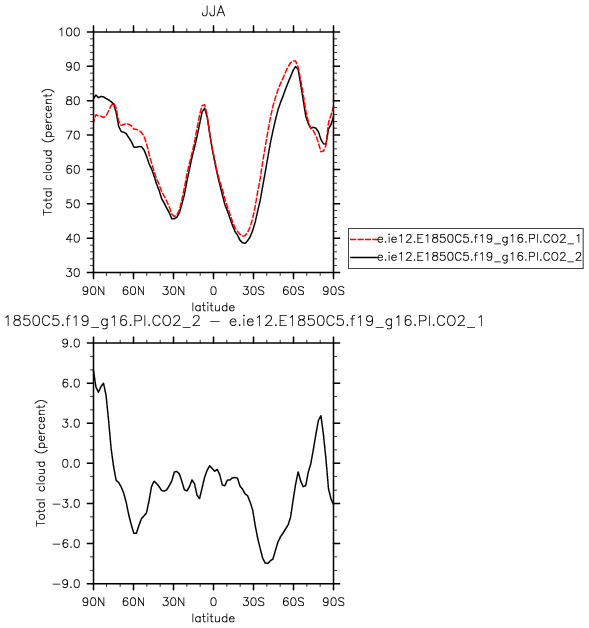 JJA
100
90
80
70
60
50
40
30
Total cloud (percent)
90N 60N 30N 0 30S 60S 90S
latitude
e.ie12.E1850C5.f19_g16.PI.CO2_1
e.ie12.E1850C5.f19_g16.PI.CO2_2
1850C5.f19_g16.PI.CO2_2 - e.ie12.E1850C5.f19_g16.PI.CO2_1
9.0
6.0
3.0
0.0
-3.0
-6.0
-9.0
Total cloud (percent)
90N 60N 30N 0 30S 60S 90S
latitude